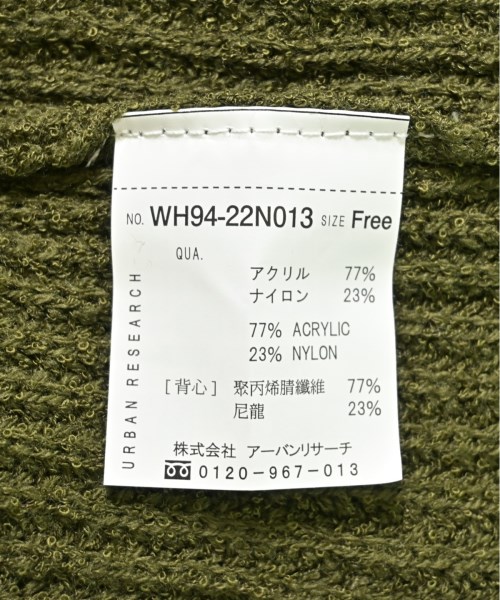 NO. WH94-22N013 SIZE Free
QUA.
アクリル 77%
ナイロン 23%
77% ACRYLIC
23% NYLON
[背心] 聚丙烯腈纖維 77%
尼龍 23%
株式会社 アーバンリサーチ
0120-967-013
URBAN RESEARCH